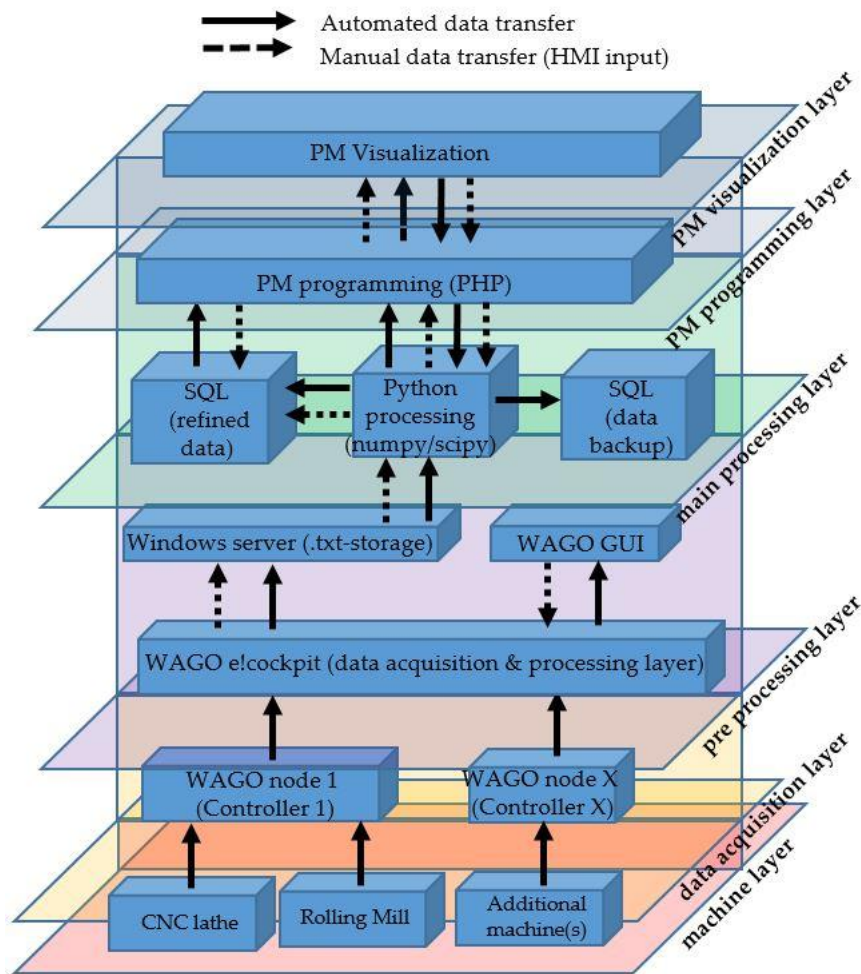 Automated data transfer
Manual data transfer (HMI input)
PM Visualization
PM visualization layer
PM programming (PHP)
PM programming layer
SQL
(refined
data)
Python
processing
(numpy/scipy)
SQL
(data
backup)
main processing layer
Windows server (.txt-storage)
WAGO GUI
WAGO e!cockpit (data acquisition & processing layer)
pre processing layer
WAGO node 1
(Controller 1)
WAGO node X
(Controller X)
data acquisition layer
CNC lathe
Rolling Mill
Additional
machine(s)
machine layer